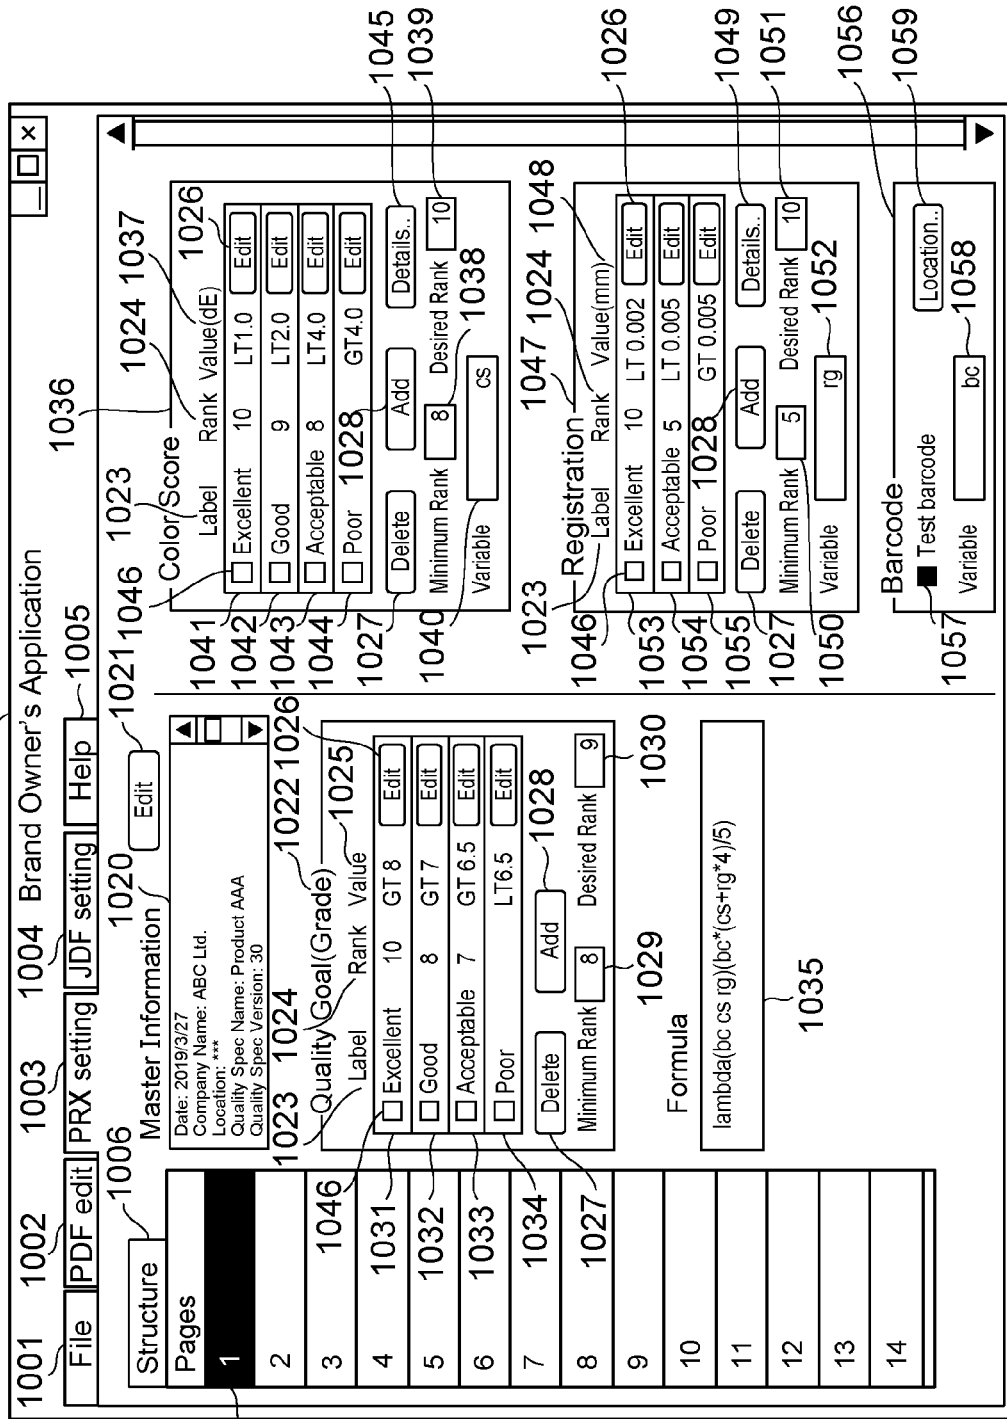 Brand Owner's Application
_ □ ×
1001 1002 1003 1004 1005
File PDF edit PRX setting JDF setting Help
1006
Structure
Pages
1
2
3
4
5
6
7
8
9
10
11
12
13
14
Master Information 1020 Edit 1021
Date: 2019/3/27
Company Name: ABC Ltd.
Location: ***
Quality Spec Name: Product AAA
Quality Spec Version: 30
1023 1024 1022 1026
Quality Goal(Grade) 1025
Label Rank Value
1046
1031 Excellent 10 GT 8 Edit
1032 Good 8 GT 7 Edit
1033 Acceptable 7 GT 6.5 Edit
1034 Poor LT6.5 Edit
1027 Delete Add 1028
Minimum Rank 8 Desired Rank 9
1029 1030
Formula
lambda(bc cs rg)(bc*(cs+rg*4)/5)
1035
1036
1023 1024 1037
Color Score
1026
Label Rank Value(dE)
1046
1041 Excellent 10 LT1.0 Edit
1042 Good 9 LT2.0 Edit
1043 Acceptable 8 LT4.0 Edit
1044 Poor GT4.0 Edit
1028
1027 Delete Add Details.. 1045
Minimum Rank 8 Desired Rank 10 1039
1038
1040 Variable cs
1047 1024 1048
Registration
1023 Label Rank Value(mm)
1046
1053 Excellent 10 LT 0.002 Edit 1026
1054 Acceptable 5 LT 0.005 Edit
1055 Poor GT 0.005 Edit
1028
1027 Delete Add Details.. 1049
Minimum Rank 5 Desired Rank 10 1051
1050
Variable rg 1052
1056
Barcode
1057 Test barcode Location.. 1059
Variable bc 1058